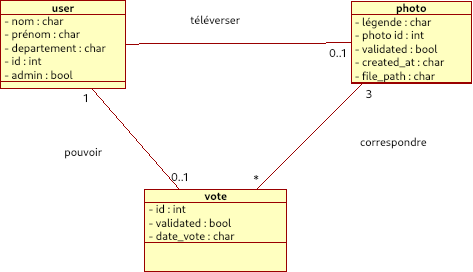 user
- nom : char
- prénom : char
- departement : char
- id : int
- admin : bool
téléverser
photo
- légende : char
- photo id : int
- validated : bool
- created_at : char
- file_path : char
0..1
1
3
pouvoir
correspondre
0..1
*
vote
- id : int
- validated : bool
- date_vote : char